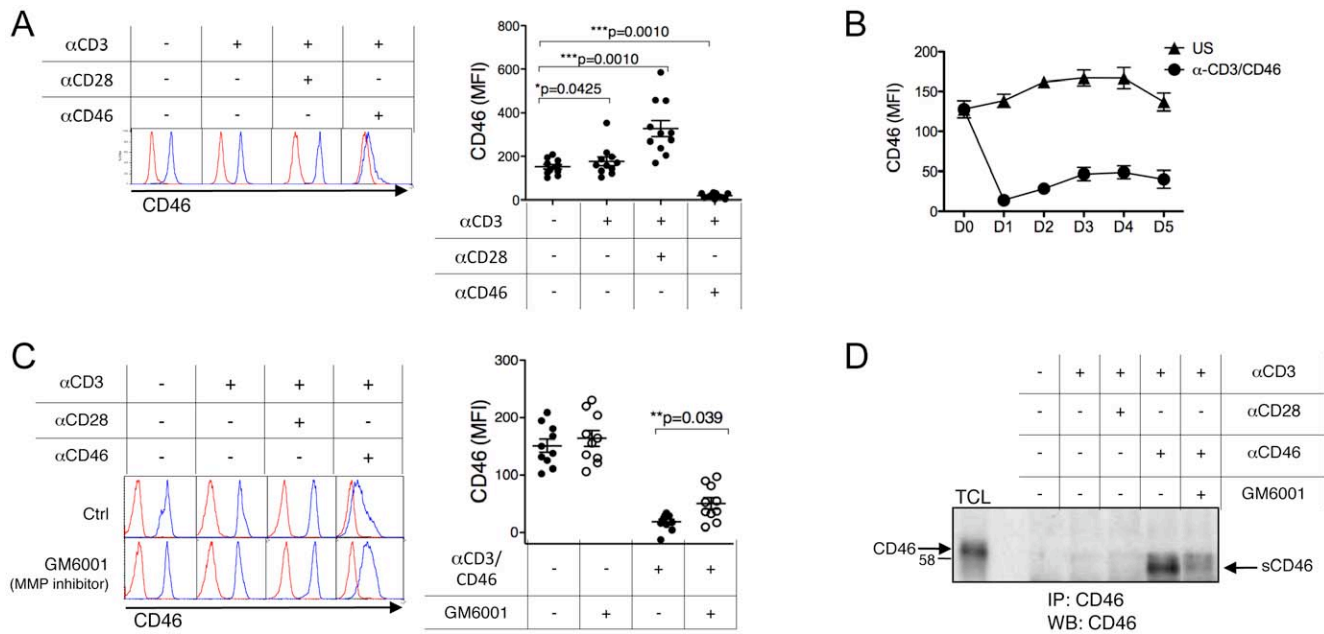 A
αCD3 - + + +
αCD28 - - + -
αCD46 - - - +
CD46
CD46 (MFI)
800
600
400
200
0
***p=0.0010
***p=0.0010
*p=0.0425
αCD3 - + + +
αCD28 - - + -
αCD46 - - - +
B
US
α-CD3/CD46
CD46 (MFI)
200
150
100
50
0
D0 D1 D2 D3 D4 D5
C
αCD3 - + + +
αCD28 - - + -
αCD46 - - - +
Ctrl
GM6001
(MMP inhibitor)
CD46
CD46 (MFI)
300
200
100
0
**p=0.039
αCD3/
CD46 - - + +
GM6001 - + - +
D
- + + + + αCD3
- - + - - αCD28
- - - + + αCD46
- - - - + GM6001
TCL
CD46
58
sCD46
IP: CD46
WB: CD46